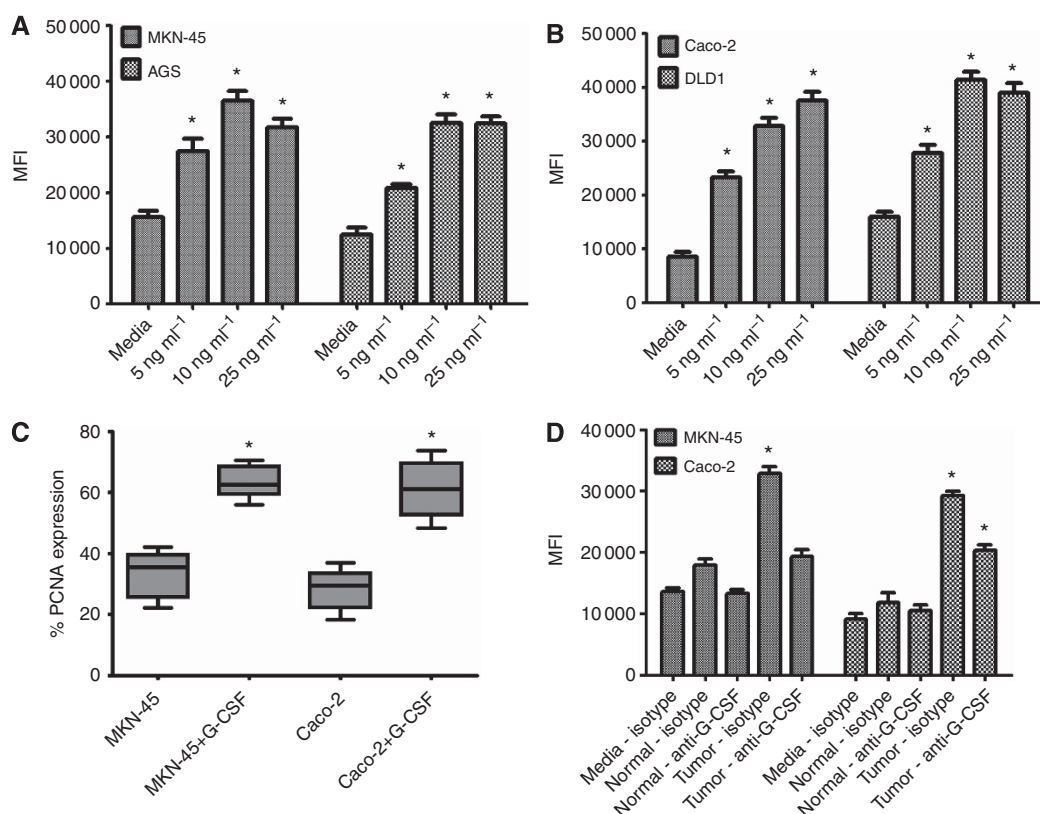 A
50 000
40 000
30 000
20 000
10 000
0
MFI
MKN-45
AGS
*
*
*
*
*
*
Media
5 ng ml⁻¹
10 ng ml⁻¹
25 ng ml⁻¹
Media
5 ng ml⁻¹
10 ng ml⁻¹
25 ng ml⁻¹
B
50 000
40 000
30 000
20 000
10 000
0
MFI
Caco-2
DLD1
*
*
*
*
*
*
Media
5 ng ml⁻¹
10 ng ml⁻¹
25 ng ml⁻¹
Media
5 ng ml⁻¹
10 ng ml⁻¹
25 ng ml⁻¹
C
80
60
40
20
0
% PCNA expression
*
*
MKN-45
MKN-45+G-CSF
Caco-2
Caco-2+G-CSF
D
40 000
30 000
20 000
10 000
0
MFI
MKN-45
Caco-2
*
*
*
Media - isotype
Normal - isotype
Normal - anti-G-CSF
Tumor - isotype
Tumor - anti-G-CSF
Media - isotype
Normal - isotype
Normal - anti-G-CSF
Tumor - isotype
Tumor - anti-G-CSF